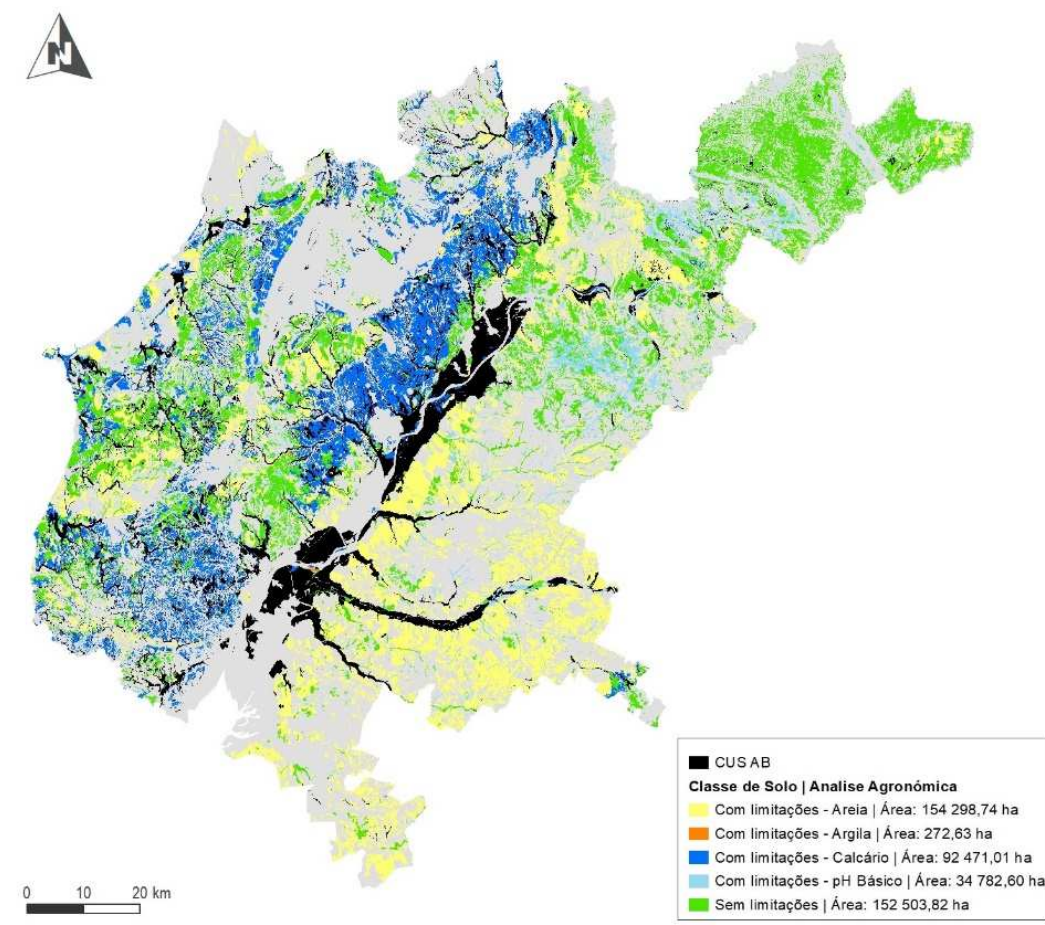 N
CUS AB
Classe de Solo | Analise Agronómica
Com limitações - Areia | Área: 154 298,74 ha
Com limitações - Argila | Área: 272,63 ha
Com limitações - Calcário | Área: 92 471,01 ha
Com limitações - pH Básico | Área: 34 782,60 ha
Sem limitações | Área: 152 503,82 ha
0 10 20 km